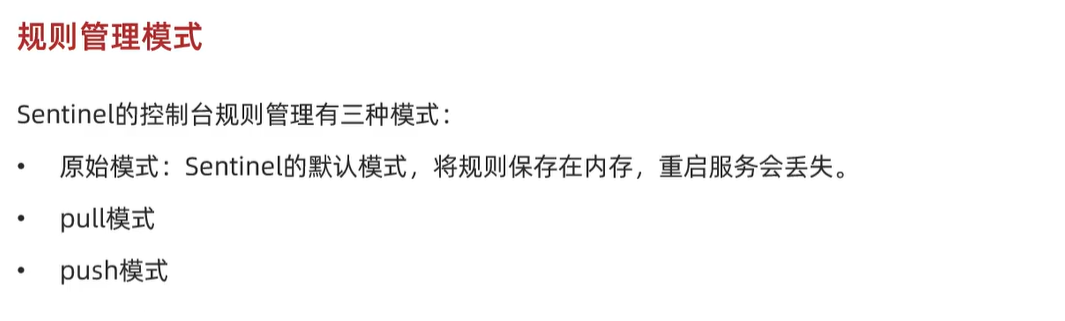 规则管理模式
Sentinel的控制台规则管理有三种模式：
• 原始模式：Sentinel的默认模式，将规则保存在内存，重启服务会丢失。
• pull模式
• push模式